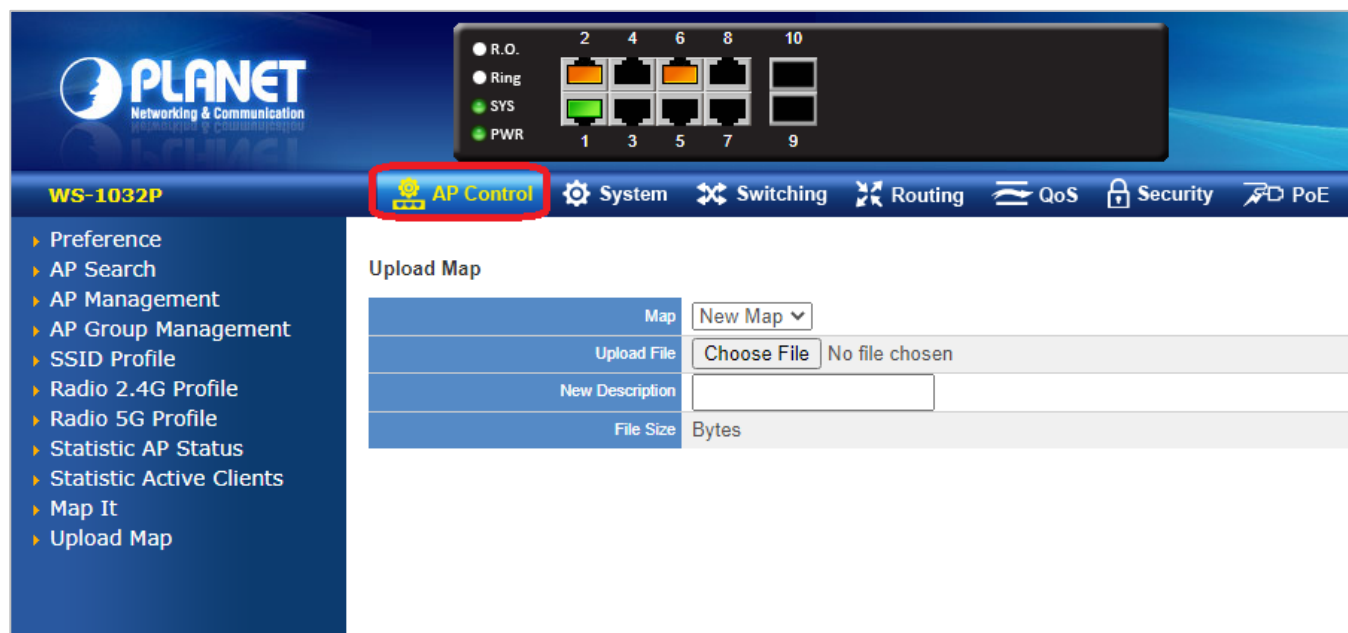 PLANET
Networking & Communication
R.O.
Ring
SYS
PWR
2 4 6 8 10
1 3 5 7 9
WS-1032P
AP Control System Switching Routing QoS Security PoE
Preference
AP Search
AP Management
AP Group Management
SSID Profile
Radio 2.4G Profile
Radio 5G Profile
Statistic AP Status
Statistic Active Clients
Map It
Upload Map
Upload Map
Map New Map
Upload File Choose File No file chosen
New Description
File Size Bytes